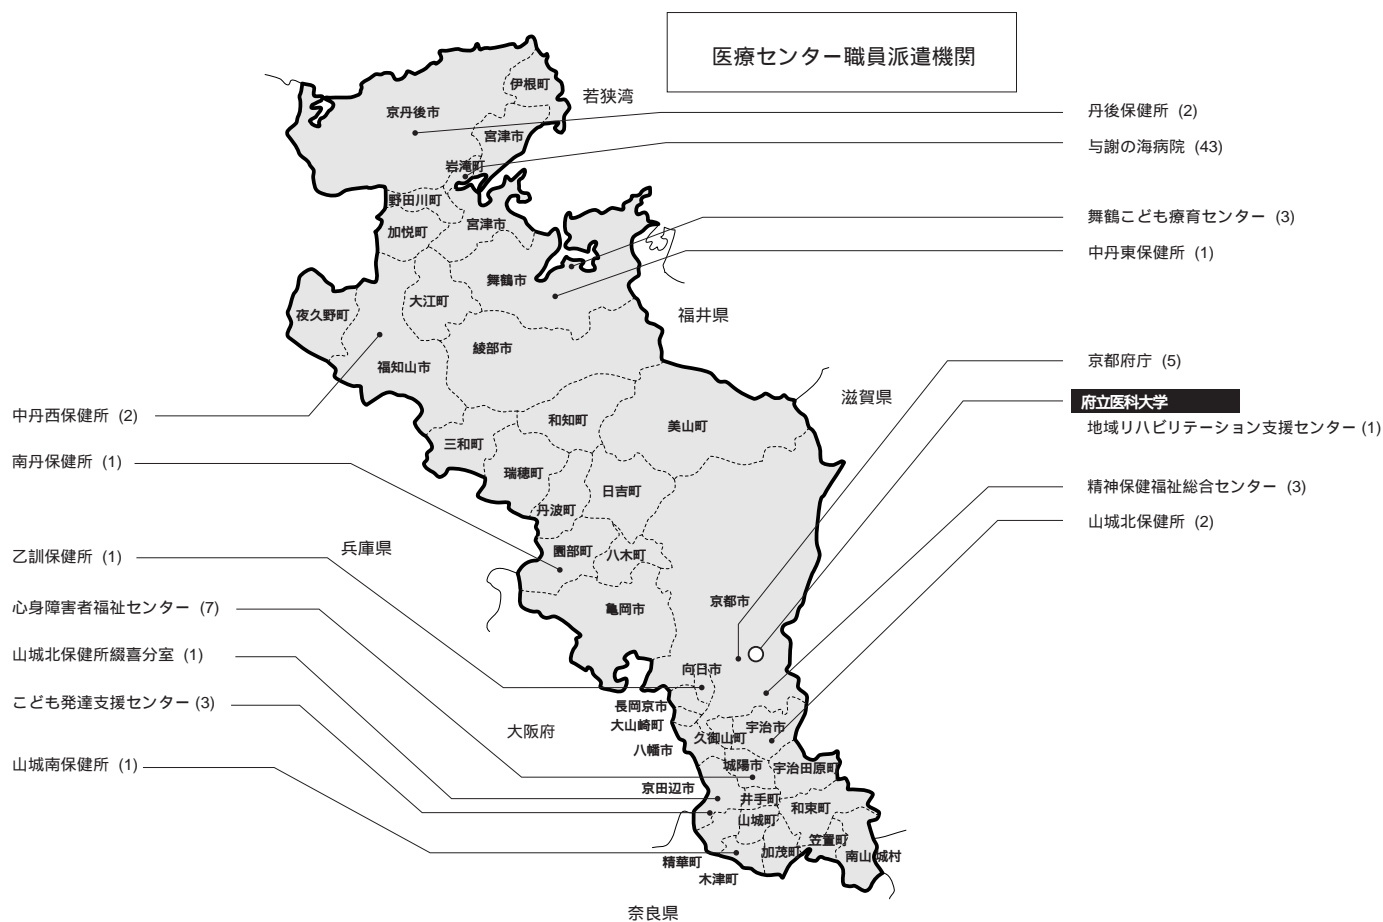 医療センター職員派遣機関
伊根町
若狭湾
京丹後市
丹後保健所 (2)
宮津市
与謝の海病院 (43)
岩滝町
野田川町
宮津市
舞鶴こども療育センター (3)
加悦町
中丹東保健所 (1)
舞鶴市
大江町
夜久野町
福井県
綾部市
福知山市
京都府庁 (5)
滋賀県
府立医科大学
地域リハビリテーション支援センター (1)
中丹西保健所 (2)
和知町
美山町
三和町
南丹保健所 (1)
瑞穂町
日吉町
精神保健福祉総合センター (3)
丹波町
山城北保健所 (2)
兵庫県
園部町
八木町
乙訓保健所 (1)
京都市
亀岡市
心身障害者福祉センター (7)
山城北保健所綴喜分室 (1)
向日市
こども発達支援センター (3)
長岡京市
大山崎町
大阪府
宇治市
久御山町
八幡市
山城南保健所 (1)
城陽市
宇治田原町
京田辺市
井手町
和束町
山城町
笠置町
加茂町
南山城村
精華町
木津町
奈良県